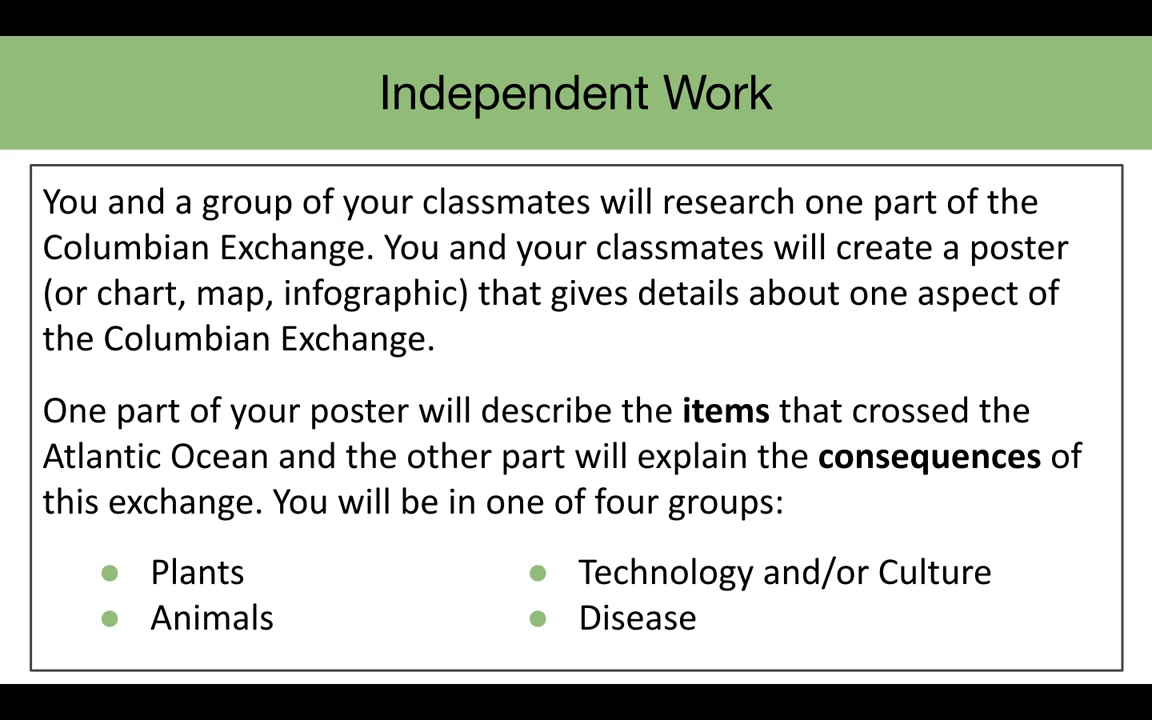 Independent Work
You and a group of your classmates will research one part of the
Columbian Exchange. You and your classmates will create a poster
(or chart, map, infographic) that gives details about one aspect of
the Columbian Exchange.
One part of your poster will describe the items that crossed the
Atlantic Ocean and the other part will explain the consequences of
this exchange. You will be in one of four groups:
● Plants
● Animals
● Technology and/or Culture
● Disease